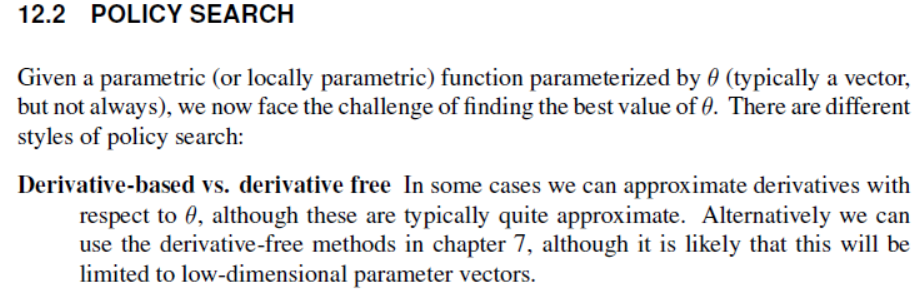 12.2 POLICY SEARCH
Given a parametric (or locally parametric) function parameterized by θ (typically a vector,
but not always), we now face the challenge of finding the best value of θ. There are different
styles of policy search:
Derivative-based vs. derivative free In some cases we can approximate derivatives with
respect to θ, although these are typically quite approximate. Alternatively we can
use the derivative-free methods in chapter 7, although it is likely that this will be
limited to low-dimensional parameter vectors.